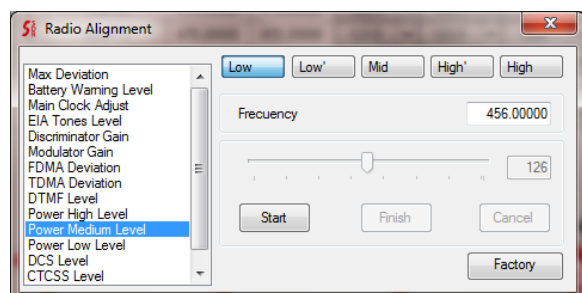 Radio Alignment
Max Deviation
Battery Warning Level
Main Clock Adjust
EIA Tones Level
Discriminator Gain
Modulator Gain
FDMA Deviation
TDMA Deviation
DTMF Level
Power High Level
Power Medium Level
Power Low Level
DCS Level
CTCSS Level
Low Low' Mid High' High
Frecuency 456.00000
126
Start Finish Cancel
Factory